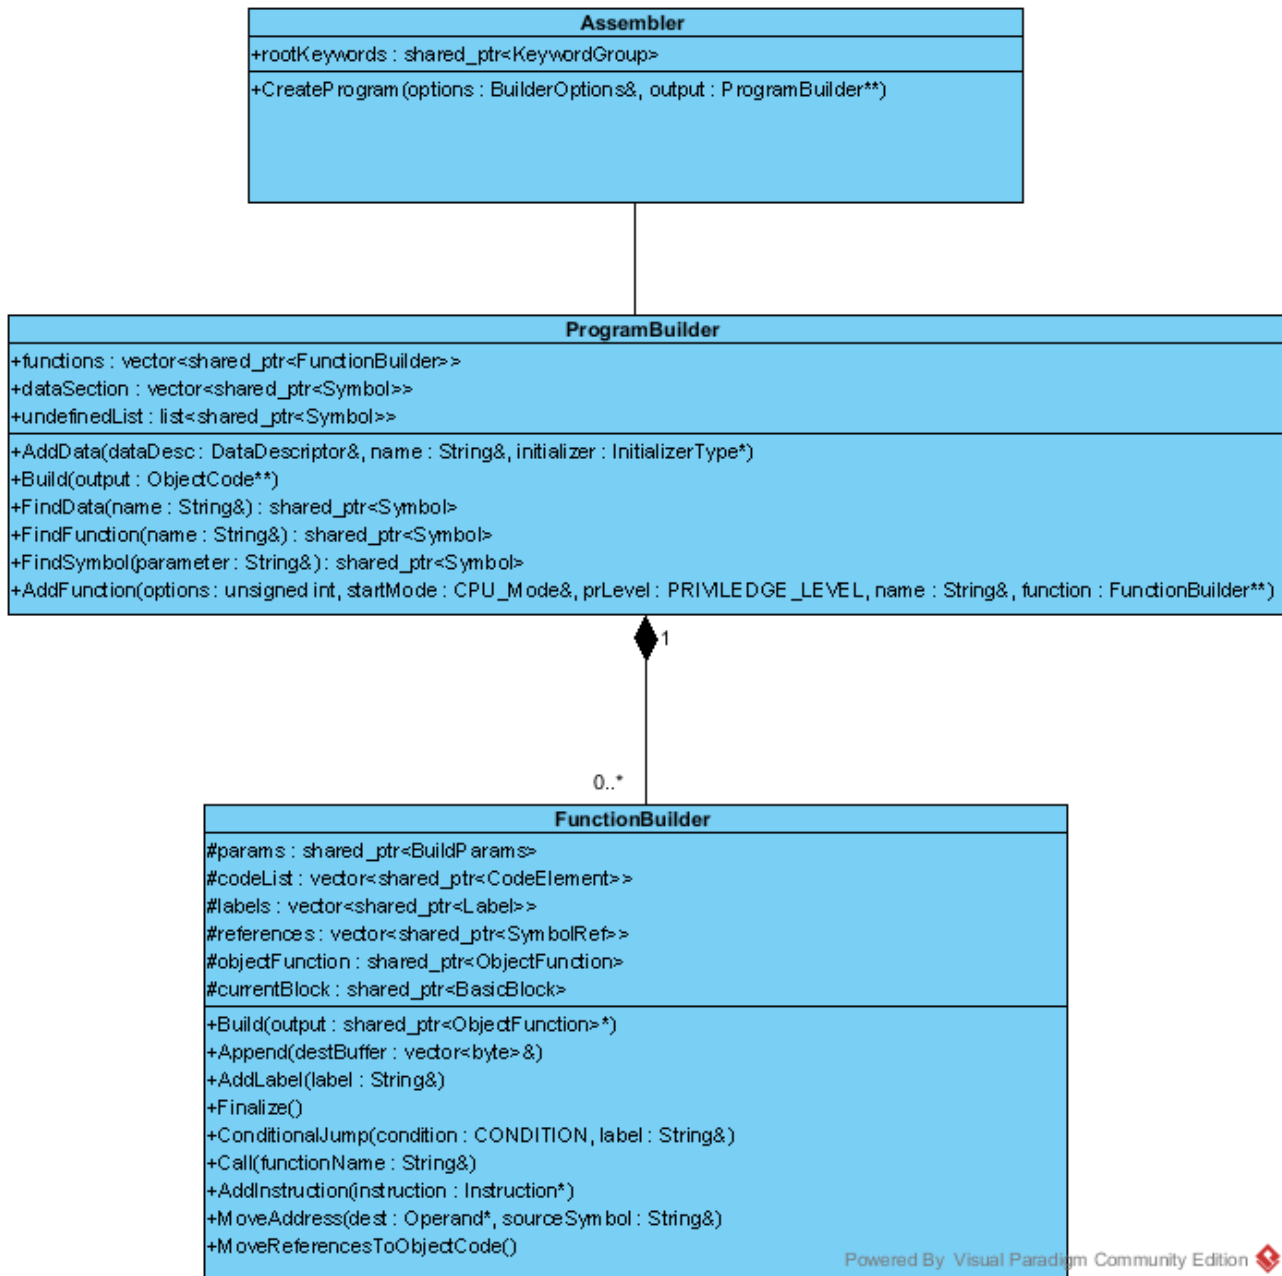 Assembler
+rootKeywords : shared_ptr<KeywordGroup>
+CreateProgram(options : BuilderOptions&, output : ProgramBuilder**)
ProgramBuilder
+functions : vector<shared_ptr<FunctionBuilder>>
+dataSection : vector<shared_ptr<Symbol>>
+undefinedList : list<shared_ptr<Symbol>>
+AddData(dataDesc : DataDescriptor&, name : String&, initializer : InitializerType*)
+Build(output : ObjectCode**)
+FindData(name : String&) : shared_ptr<Symbol>
+FindFunction(name : String&) : shared_ptr<Symbol>
+FindSymbol(parameter : String&) : shared_ptr<Symbol>
+AddFunction(options : unsigned int, startMode : CPU_Mode&, prLevel : PRIVILEDGE_LEVEL, name : String&, function : FunctionBuilder**)
1
0..*
FunctionBuilder
#params : shared_ptr<BuildParams>
#codeList : vector<shared_ptr<CodeElement>>
#labels : vector<shared_ptr<Label>>
#references : vector<shared_ptr<SymbolRef>>
#objectFunction : shared_ptr<ObjectFunction>
#currentBlock : shared_ptr<BasicBlock>
+Build(output : shared_ptr<ObjectFunction>*)
+Append(destBuffer : vector<byte>&)
+AddLabel(label : String&)
+Finalize()
+ConditionalJump(condition : CONDITION, label : String&)
+Call(functionName : String&)
+AddInstruction(instruction : Instruction*)
+MoveAddress(dest : Operand*, sourceSymbol : String&)
+MoveReferencesToObjectCode()
Powered By Visual Paradigm Community Edition